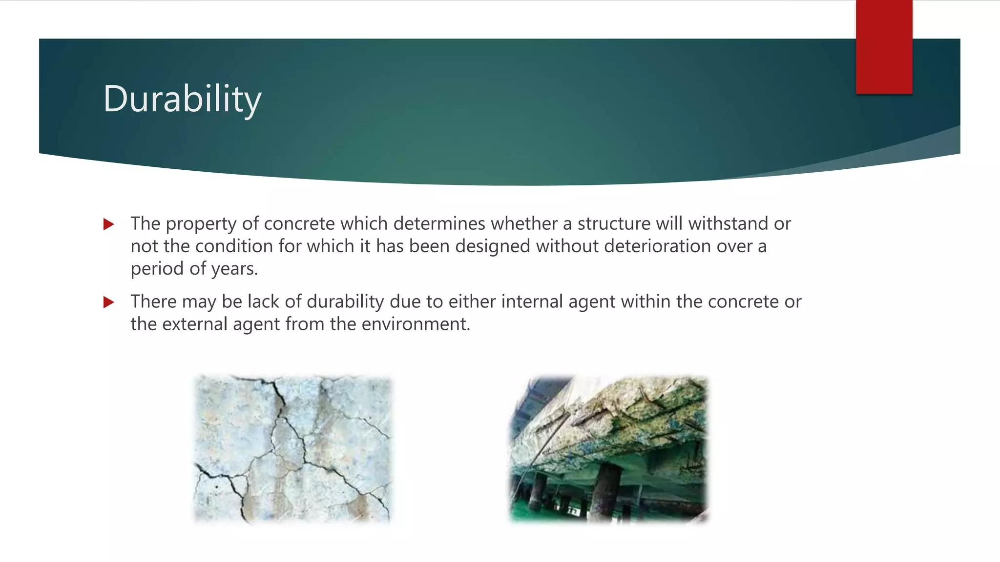 Durability
The property of concrete which determines whether a structure will withstand or
not the condition for which it has been designed without deterioration over a
period of years.
There may be lack of durability due to either internal agent within the concrete or
the external agent from the environment.